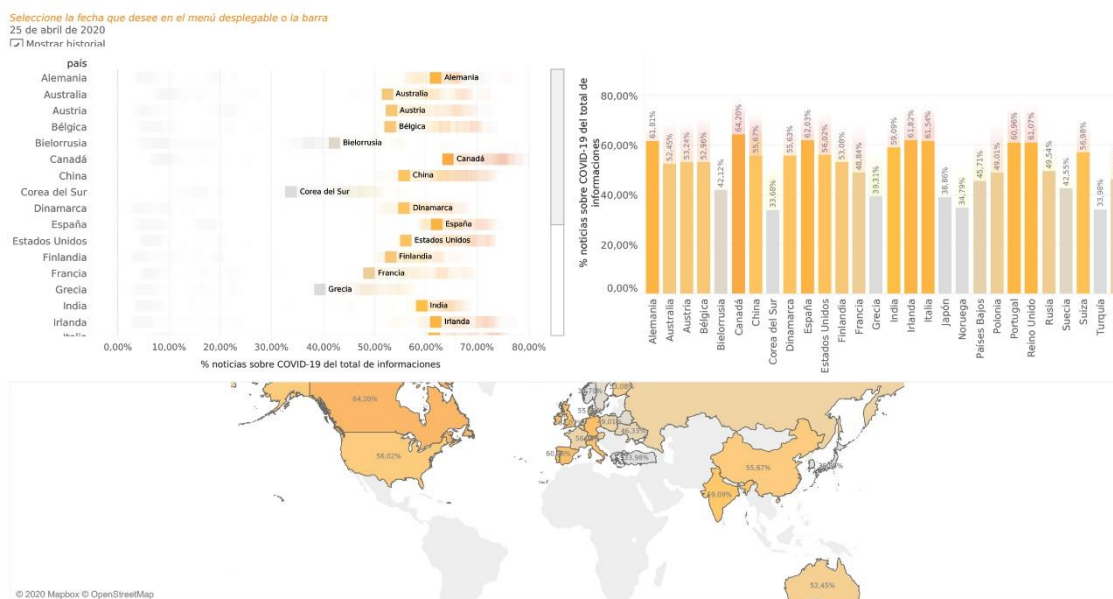 Seleccione la fecha que desee en el menú desplegable o la barra
25 de abril de 2020
Mostrar historial
país
Alemania
Alemania
Australia
Australia
Austria
Austria
Bélgica
Bélgica
Bielorrusia
Bielorrusia
Canadá
Canadá
China
China
Corea del Sur
Corea del Sur
Dinamarca
Dinamarca
España
España
Estados Unidos
Estados Unidos
Finlandia
Finlandia
Francia
Francia
Grecia
Grecia
India
India
Irlanda
Irlanda
0,00%
10,00%
20,00%
30,00%
40,00%
50,00%
60,00%
70,00%
80,00%
% noticias sobre COVID-19 del total de informaciones
% noticias sobre COVID-19 del total de
informaciones
80,00%
60,00%
40,00%
20,00%
0,00%
61,81%
52,45%
53,24%
52,96%
42,12%
64,20%
55,67%
33,68%
55,63%
62,03%
56,02%
53,08%
48,84%
39,31%
59,09%
61,82%
61,54%
38,86%
34,79%
45,71%
49,01%
60,96%
61,07%
49,54%
42,55%
56,98%
33,98%
Alemania
Australia
Austria
Bélgica
Bielorrusia
Canadá
China
Corea del Sur
Dinamarca
España
Estados Unidos
Finlandia
Francia
Grecia
India
Irlanda
Italia
Japón
Noruega
Países Bajos
Polonia
Portugal
Reino Unido
Rusia
Suecia
Suiza
Turquía
64,20%
56,02%
46,33%
33,98%
55,67%
59,09%
52,45%
© 2020 Mapbox © OpenStreetMap